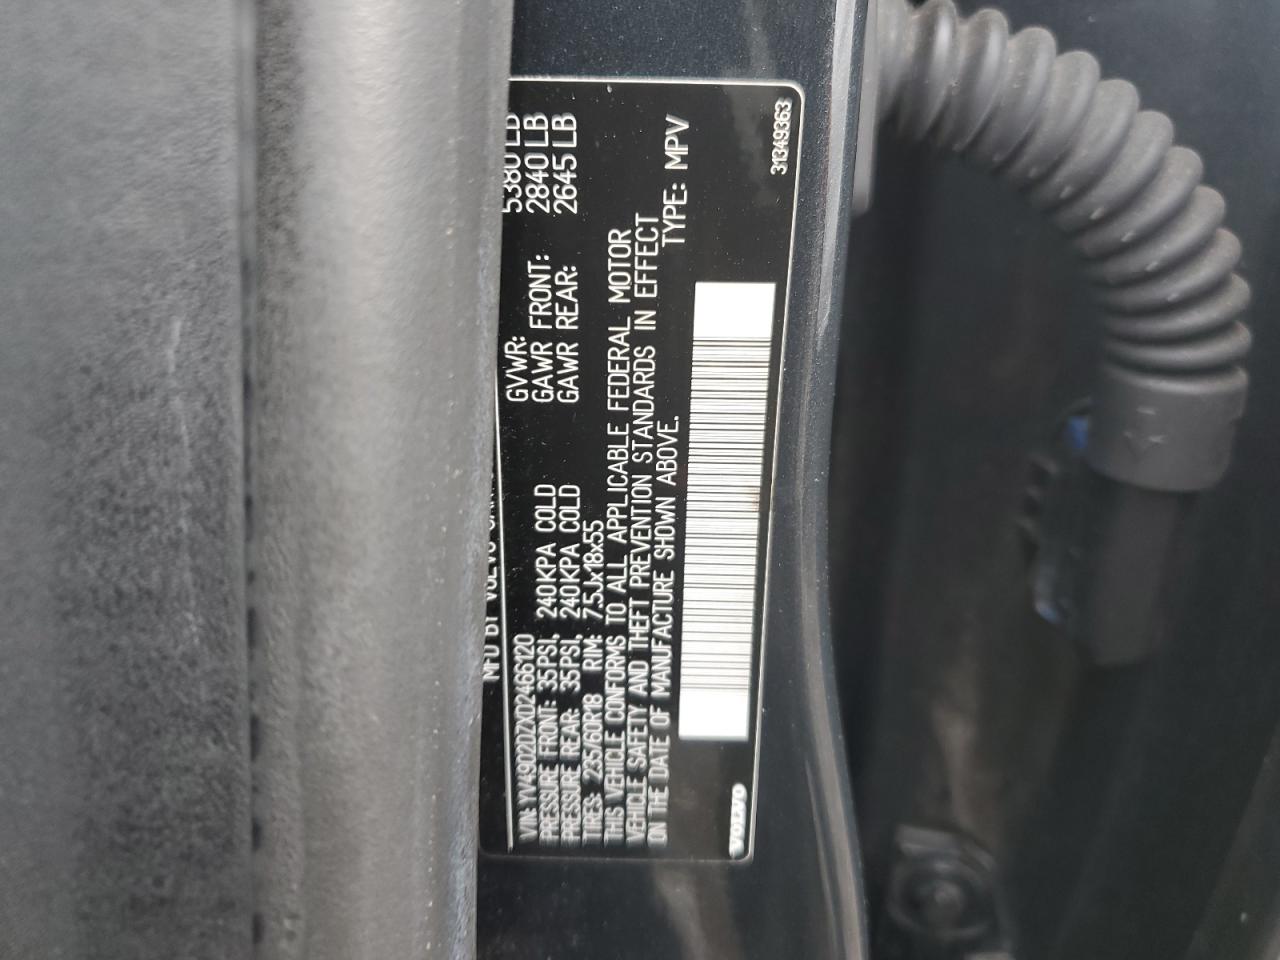 MFD BY VOLVO
VIN: YV4902DZXD2466120 GVWR: 5380 LB
PRESSURE FRONT: 35PSI, 240KPA COLD GAWR FRONT: 2840 LB
PRESSURE REAR: 35PSI, 240KPA COLD GAWR REAR: 2645 LB
TIRES: 235/60R18 RIM: 7.5Jx18x55
THIS VEHICLE CONFORMS TO ALL APPLICABLE FEDERAL MOTOR
VEHICLE SAFETY AND THEFT PREVENTION STANDARDS IN EFFECT
ON THE DATE OF MANUFACTURE SHOWN ABOVE. TYPE: MPV
VOLVO 31349363